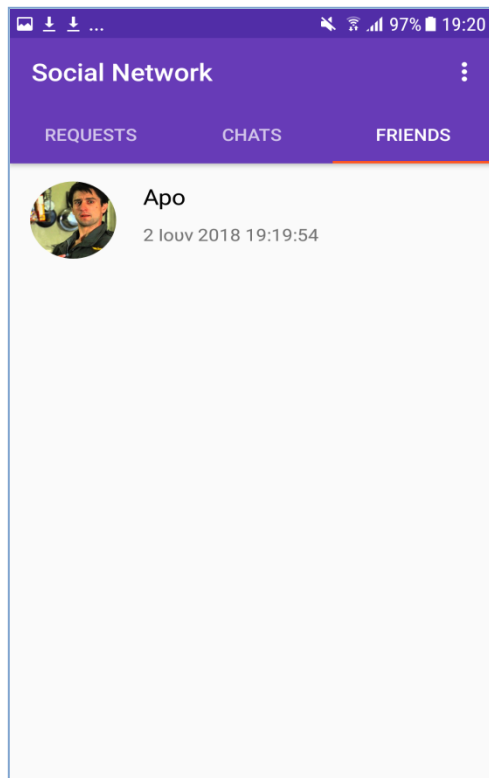 ... 97% 19:20
Social Network
REQUESTS CHATS FRIENDS
Apo
2 Ιουν 2018 19:19:54